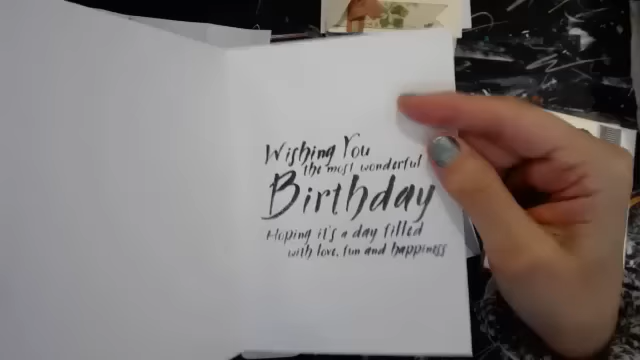 Wishing You
the most wonderful
Birthday
Hoping it's a day filled
with love, fun and happiness